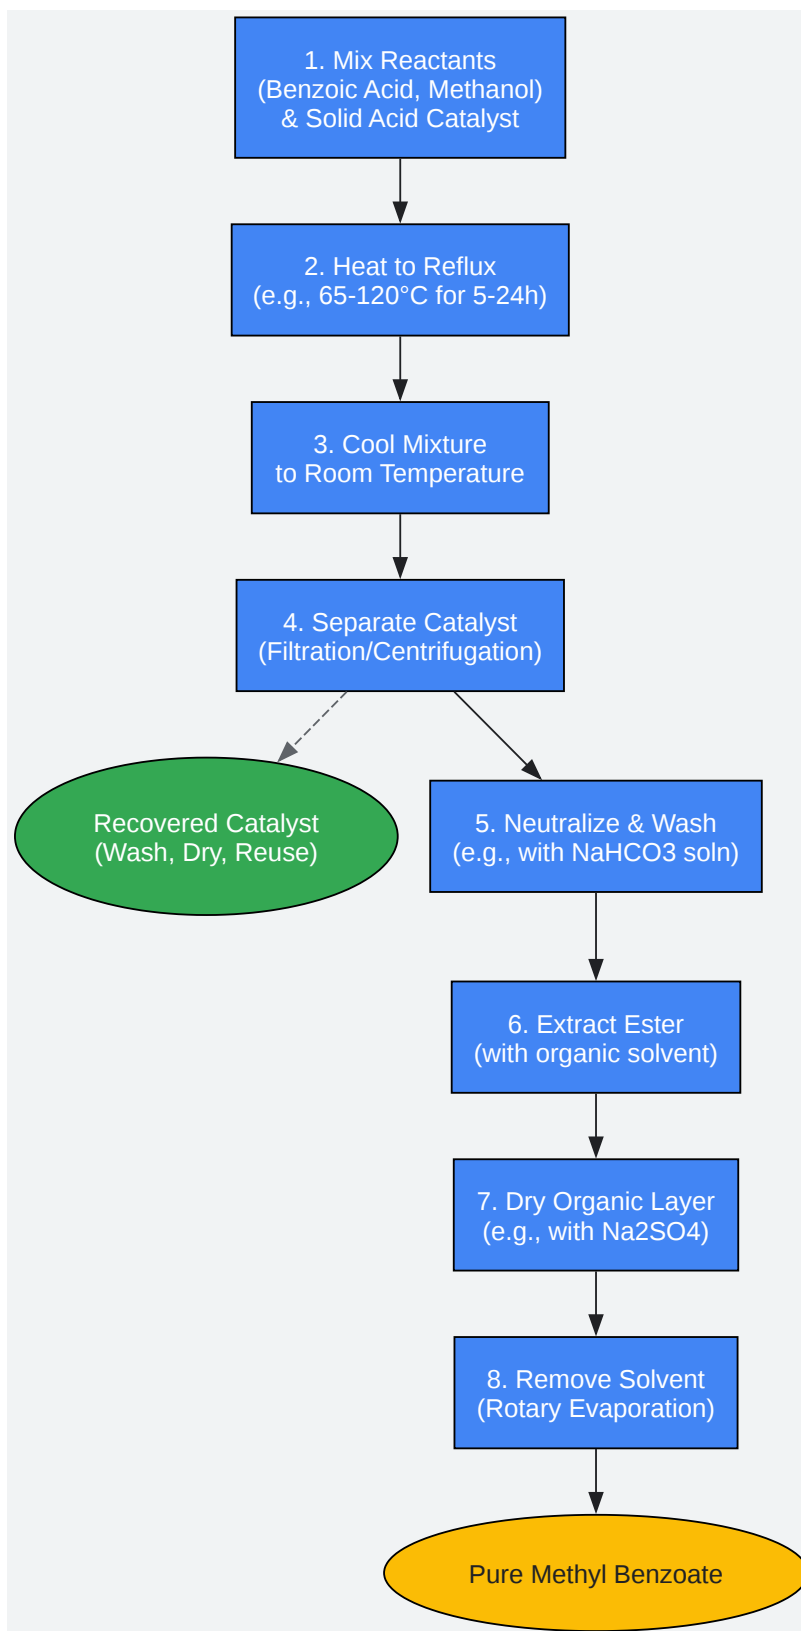 1. Mix Reactants
(Benzoic Acid, Methanol)
& Solid Acid Catalyst
2. Heat to Reflux
(e.g., 65-120°C for 5-24h)
3. Cool Mixture
to Room Temperature
4. Separate Catalyst
(Filtration/Centrifugation)
Recovered Catalyst
(Wash, Dry, Reuse)
5. Neutralize & Wash
(e.g., with NaHCO3 soln)
6. Extract Ester
(with organic solvent)
7. Dry Organic Layer
(e.g., with Na2SO4)
8. Remove Solvent
(Rotary Evaporation)
Pure Methyl Benzoate